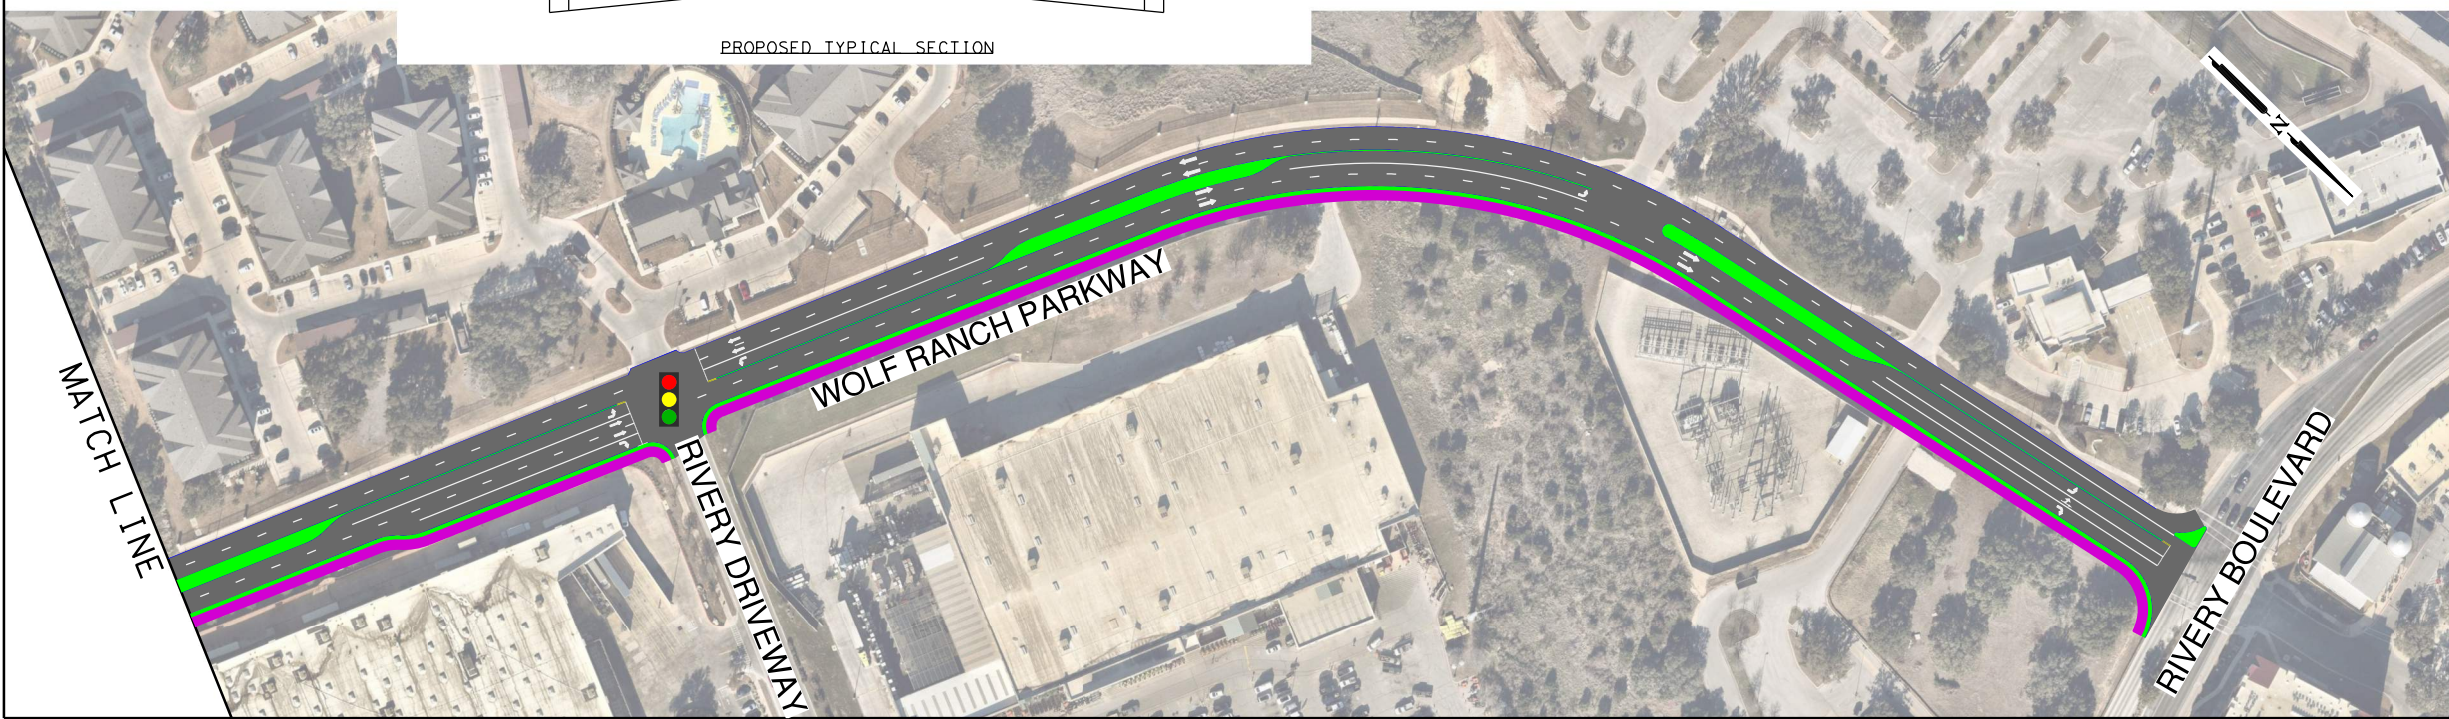 PROPOSED TYPICAL SECTION
N
WOLF RANCH PARKWAY
MATCH LINE
RIVERY DRIVEWAY
RIVERY BOULEVARD